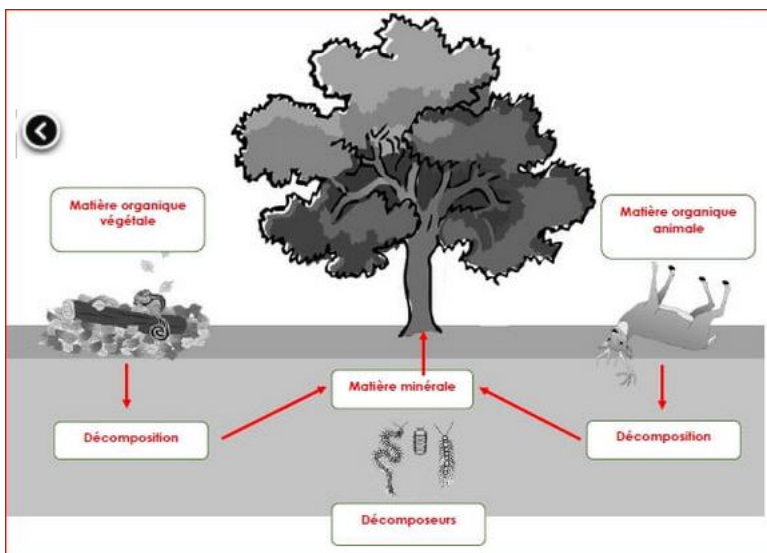 Matière organique
végétale
Matière organique
animale
Matière minérale
Décomposition
Décomposition
Décomposeurs